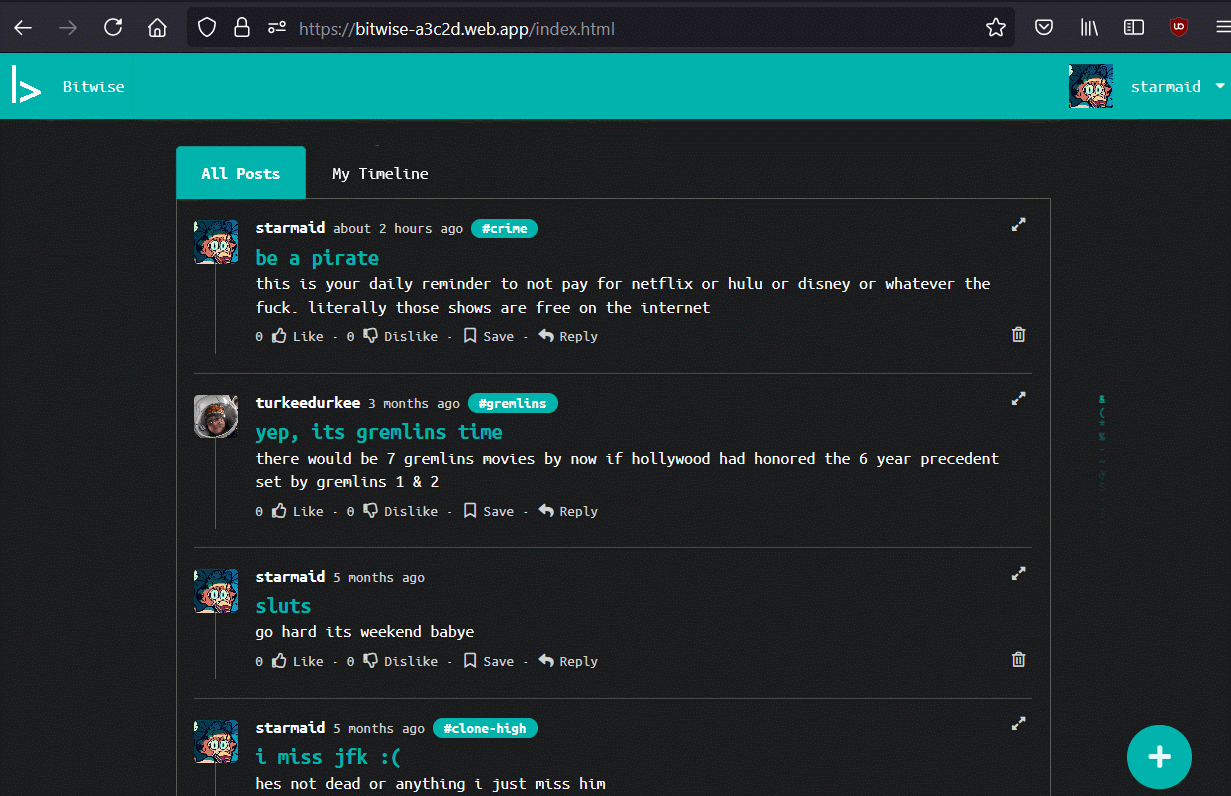 https://bitwise-a3c2d.web.app/index.html
Bitwise
starmaid
All Posts
My Timeline
starmaid about 2 hours ago #crime
be a pirate
this is your daily reminder to not pay for netflix or hulu or disney or whatever the
fuck. literally those shows are free on the internet
0 Like - 0 Dislike - Save - Reply
turkeedurkee 3 months ago #gremlins
yep, its gremlins time
there would be 7 gremlins movies by now if hollywood had honored the 6 year precedent
set by gremlins 1 & 2
0 Like - 0 Dislike - Save - Reply
starmaid 5 months ago
sluts
go hard its weekend babye
0 Like - 0 Dislike - Save - Reply
starmaid 5 months ago #clone-high
i miss jfk :(
hes not dead or anything i just miss him